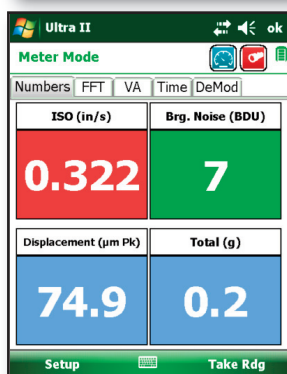 Ultra II ok
Meter Mode
Numbers FFT VA Time DeMod
ISO (in/s) Brg. Noise (BDU)
0.322 7
Displacement (µm Pk) Total (g)
74.9 0.2
Setup Take Rdg